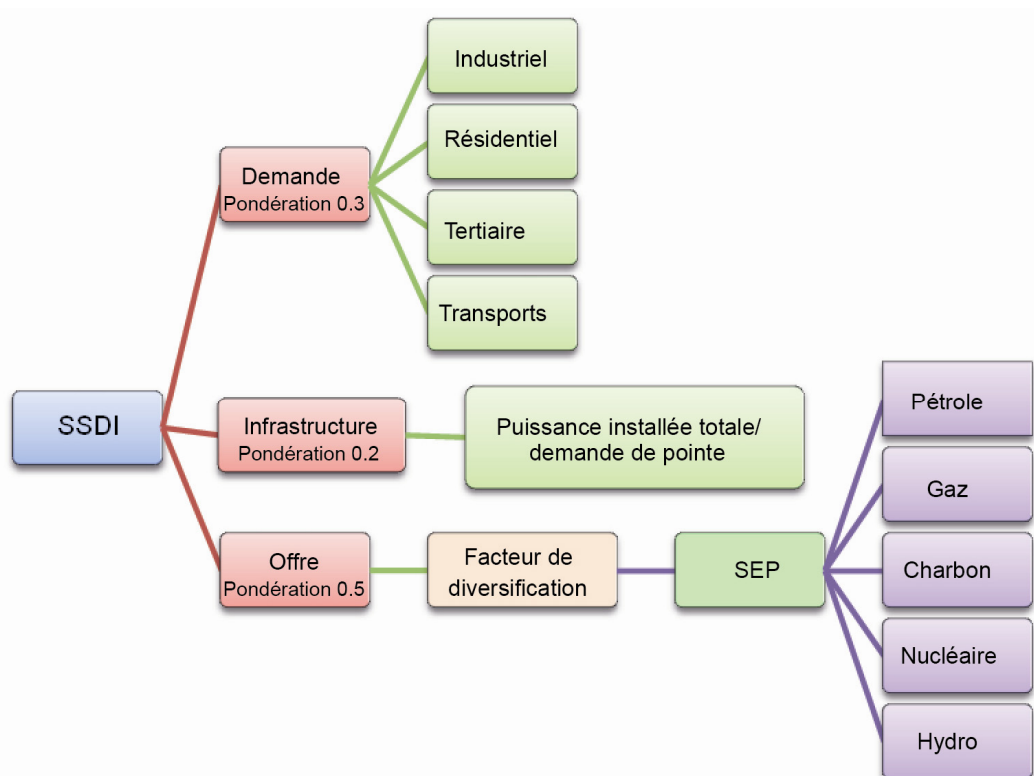 SSDI
Demande
Pondération 0.3
Industriel
Résidentiel
Tertiaire
Transports
Infrastructure
Pondération 0.2
Puissance installée totale/
demande de pointe
Offre
Pondération 0.5
Facteur de
diversification
SEP
Pétrole
Gaz
Charbon
Nucléaire
Hydro